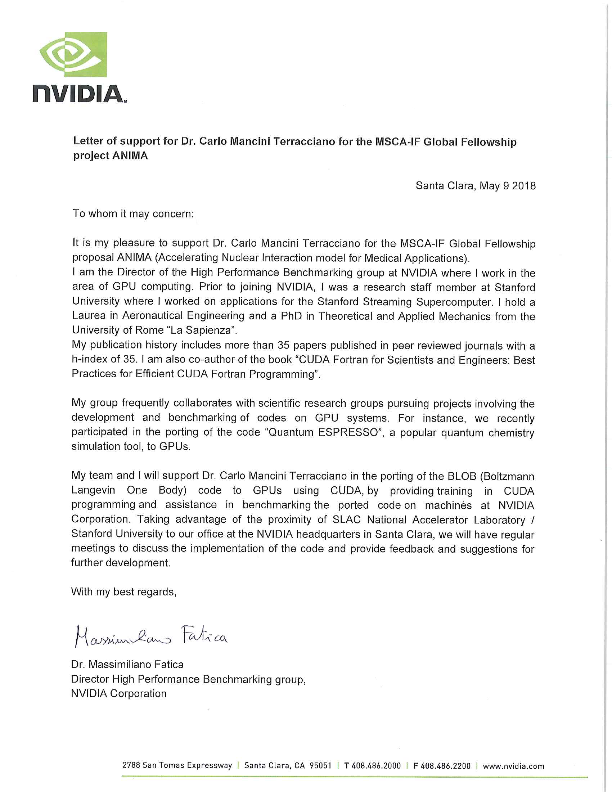 NVIDIA.
Letter of support for Dr. Carlo Mancini Terracciano for the MSCA-IF Global Fellowship
project ANIMA
Santa Clara, May 9 2018
To whom it may concern:
It is my pleasure to support Dr. Carlo Mancini Terracciano for the MSCA-IF Global Fellowship
proposal ANIMA (Accelerating Nuclear Interaction model for Medical Applications).
I am the Director of the High Performance Benchmarking group at NVIDIA where I work in the
area of GPU computing. Prior to joining NVIDIA, I was a research staff member at Stanford
University where I worked on applications for the Stanford Streaming Supercomputer. I hold a
Laurea in Aeronautical Engineering and a PhD in Theoretical and Applied Mechanics from the
University of Rome “La Sapienza”.
My publication history includes more than 35 papers published in peer reviewed journals with a
h-index of 35. I am also co-author of the book “CUDA Fortran for Scientists and Engineers: Best
Practices for Efficient CUDA Fortran Programming”.
My group frequently collaborates with scientific research groups pursuing projects involving the
development and benchmarking of codes on GPU systems. For instance, we recently
participated in the porting of the code “Quantum ESPRESSO”, a popular quantum chemistry
simulation tool, to GPUs.
My team and I will support Dr. Carlo Mancini Terracciano in the porting of the BLOB (Boltzmann
Langevin One Body) code to GPUs using CUDA, by providing training in CUDA
programming and assistance in benchmarking the ported code on machines at NVIDIA
Corporation. Taking advantage of the proximity of SLAC National Accelerator Laboratory /
Stanford University to our office at the NVIDIA headquarters in Santa Clara, we will have regular
meetings to discuss the implementation of the code and provide feedback and suggestions for
further development.
With my best regards,
Massimiliano Fatica
Dr. Massimiliano Fatica
Director High Performance Benchmarking group,
NVIDIA Corporation
2788 San Tomas Expressway | Santa Clara, CA 95051 | T 408.486.2000 | F 408.486.2200 | www.nvidia.com